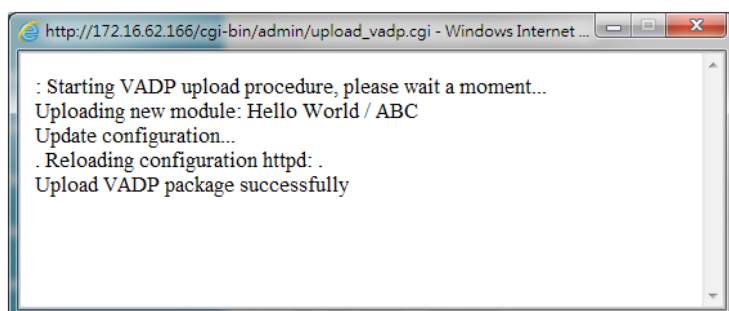 http://172.16.62.166/cgi-bin/admin/upload_vadp.cgi - Windows Internet ...
: Starting VADP upload procedure, please wait a moment...
Uploading new module: Hello World / ABC
Update configuration...
. Reloading configuration httpd: .
Upload VADP package successfully